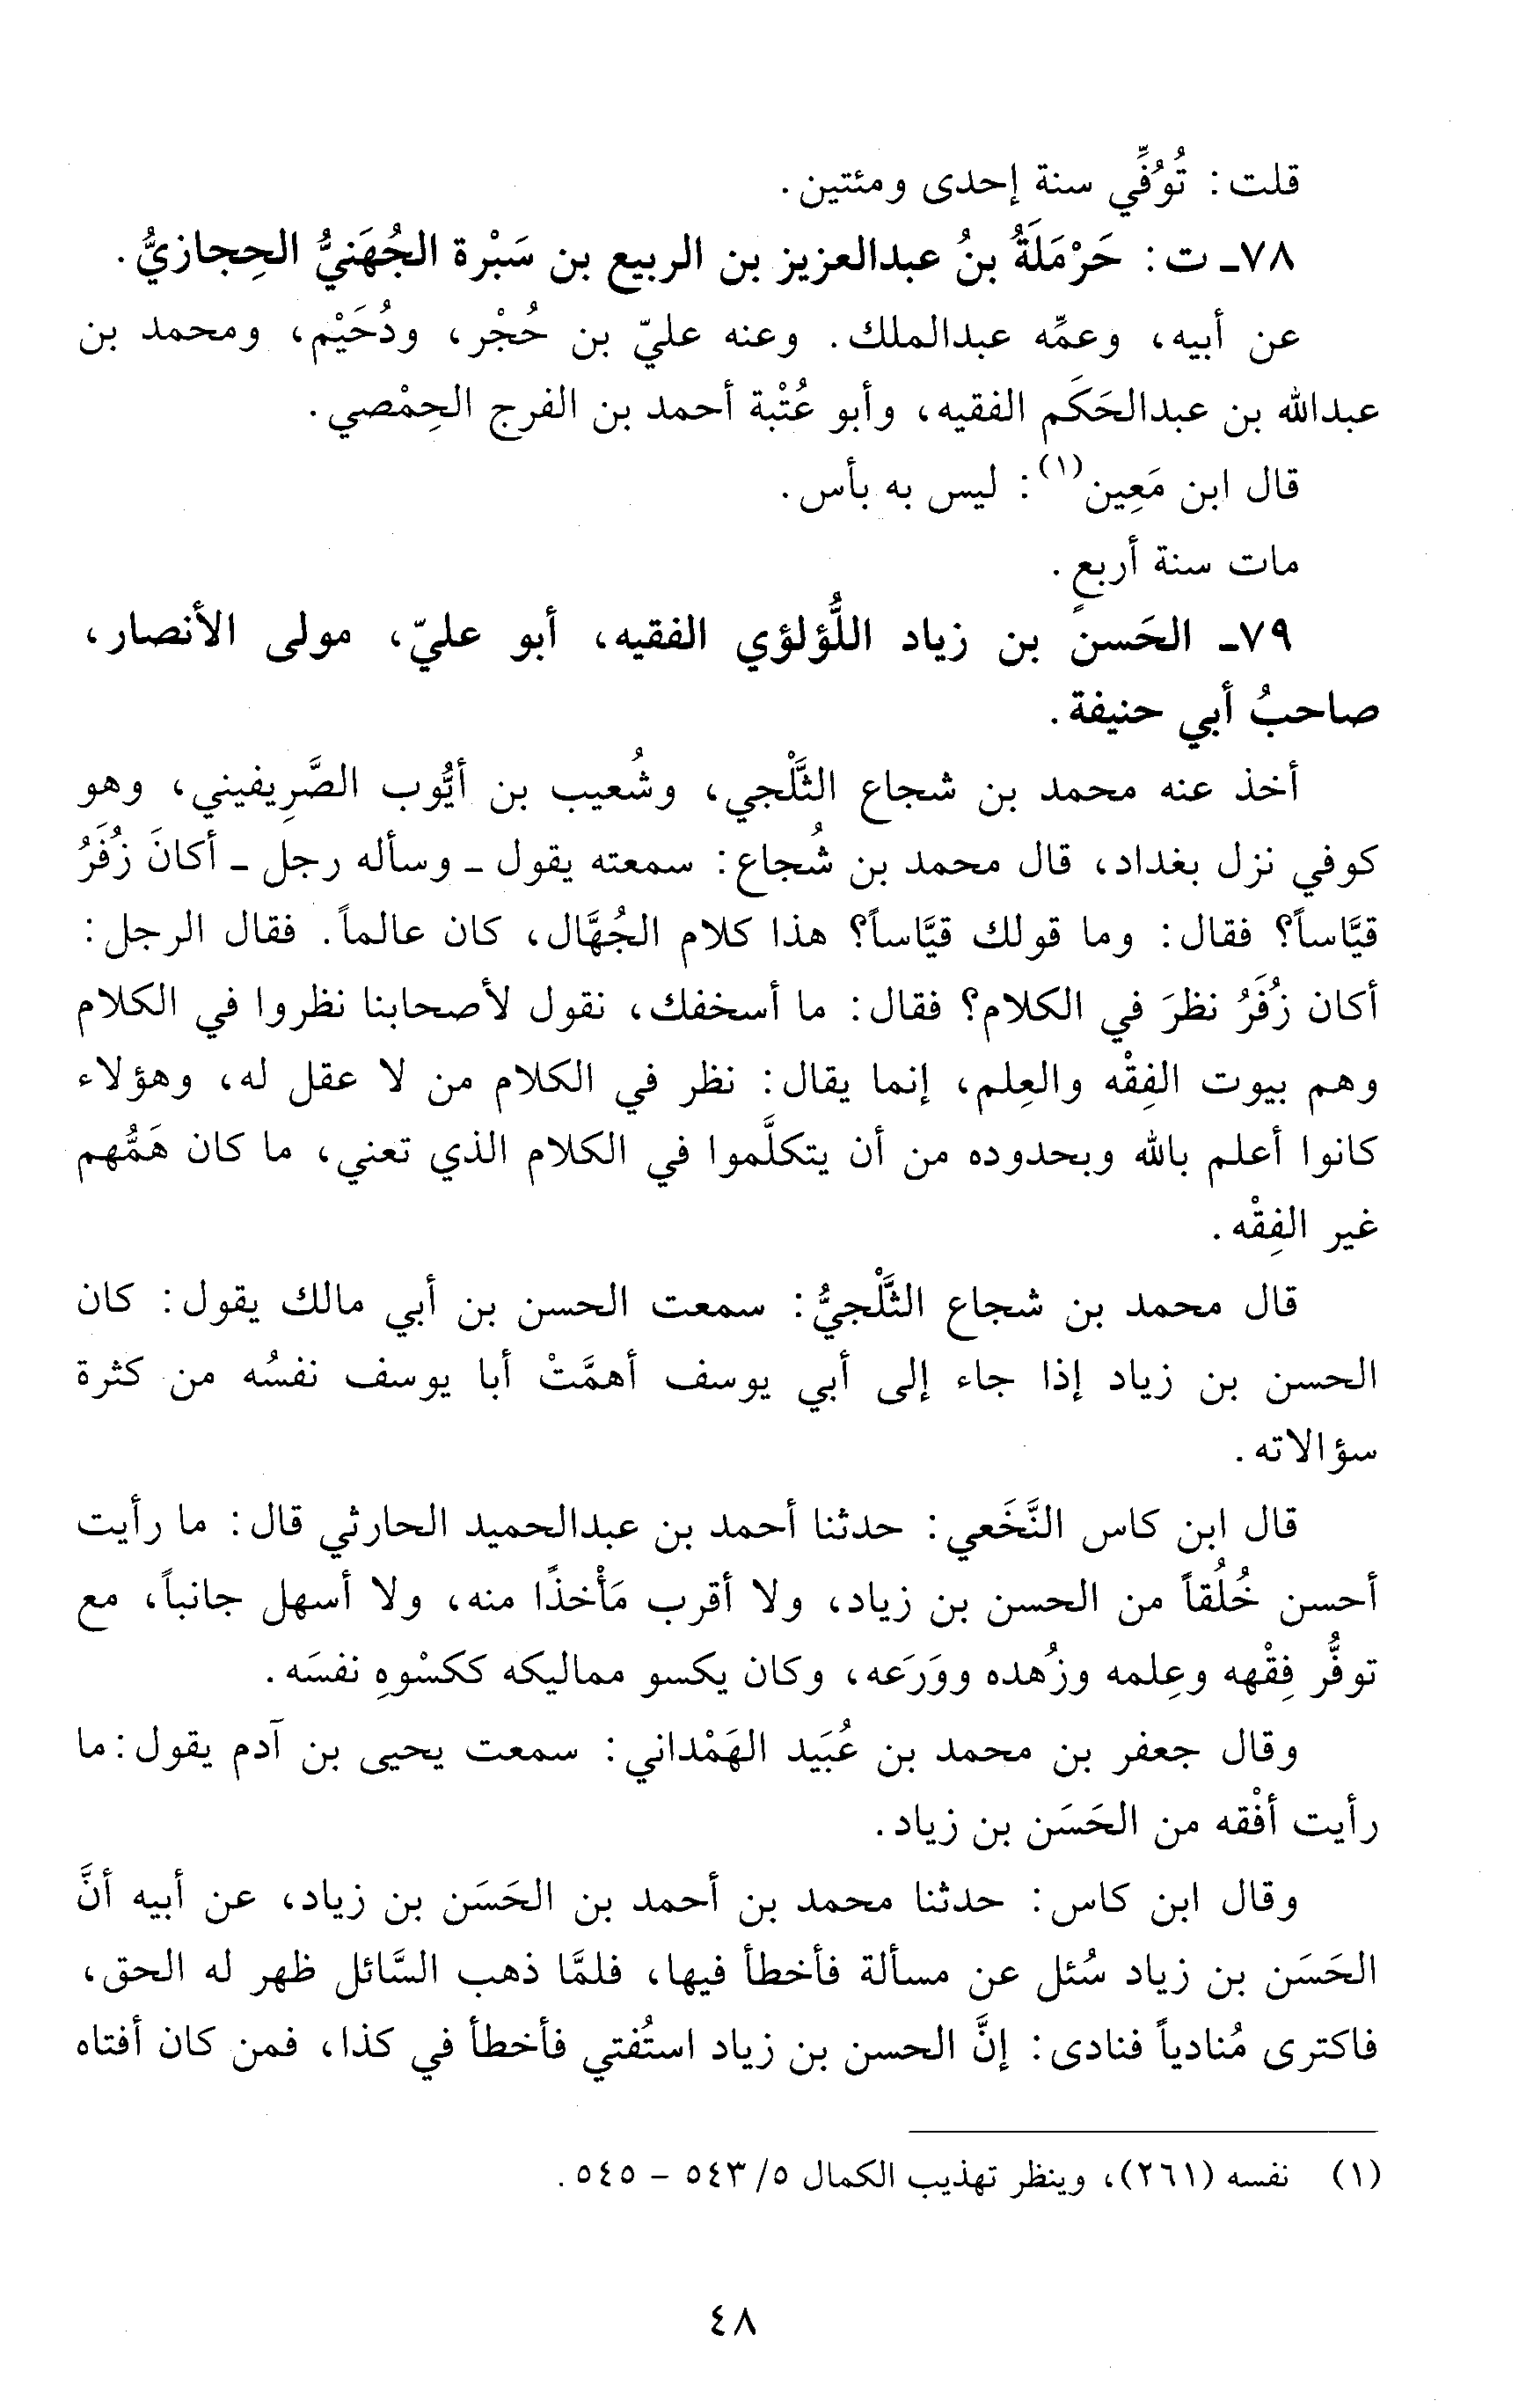 قلت: تُوُفِّي سنة إحدى ومئتين.
٧٨ـ ت: حَرْمَلَةُ بنُ عبدالعزيز بن الربيع بن سَبْرة الجُهَنيُّ الحِجازيُّ.
عن أبيه، وعمِّه عبدالملك. وعنه عليّ بن حُجْر، ودُحَيْم، ومحمد بن
عبدالله بن عبدالحَكَم الفقيه، وأبو عُتْبة أحمد بن الفرج الحِمْصي.
قال ابن مَعِين(١): ليس به بأس.
مات سنة أربعٍ.
٧٩ـ الحَسن بن زياد اللُّؤلؤي الفقيه، أبو عليّ، مولى الأنصار،
صاحبُ أبي حنيفة.
أخذ عنه محمد بن شجاع الثَّلْجي، وشُعيب بن أيُّوب الصَّرِيفيني، وهو
كوفي نزل بغداد، قال محمد بن شُجاع: سمعته يقول ـ وسأله رجل ـ أكانَ زُفَرُ
قيَّاساً؟ فقال: وما قولك قيَّاساً؟ هذا كلام الجُهَّال، كان عالماً. فقال الرجل:
أكان زُفَرُ نظرَ في الكلام؟ فقال: ما أسخفك، نقول لأصحابنا نظروا في الكلام
وهم بيوت الفِقْه والعِلم، إنما يقال: نظر في الكلام من لا عقل له، وهؤلاء
كانوا أعلم بالله وبحدوده من أن يتكلَّموا في الكلام الذي تعني، ما كان هَمُّهم
غير الفِقْه.
قال محمد بن شجاع الثَّلْجيُّ: سمعت الحسن بن أبي مالك يقول: كان
الحسن بن زياد إذا جاء إلى أبي يوسف أهمَّتْ أبا يوسف نفسُه من كثرة
سؤالاته.
قال ابن كاس النَّخَعي: حدثنا أحمد بن عبدالحميد الحارثي قال: ما رأيت
أحسن خُلُقاً من الحسن بن زياد، ولا أقرب مَأْخذًا منه، ولا أسهل جانباً، مع
توفُّر فِقْهه وعِلمه وزُهده ووَرَعه، وكان يكسو مماليكه ككسْوهِ نفسَه.
وقال جعفر بن محمد بن عُبَيد الهَمْداني: سمعت يحيى بن آدم يقول: ما
رأيت أفْقه من الحَسَن بن زياد.
وقال ابن كاس: حدثنا محمد بن أحمد بن الحَسَن بن زياد، عن أبيه أنَّ
الحَسَن بن زياد سُئل عن مسألة فأخطأ فيها، فلمَّا ذهب السَّائل ظهر له الحق،
فاكترى مُنادياً فنادى: إنَّ الحسن بن زياد استُفتي فأخطأ في كذا، فمن كان أفتاه
(١) نفسه (٢٦١)، وينظر تهذيب الكمال ٥/ ٥٤٣ - ٥٤٥.
٤٨